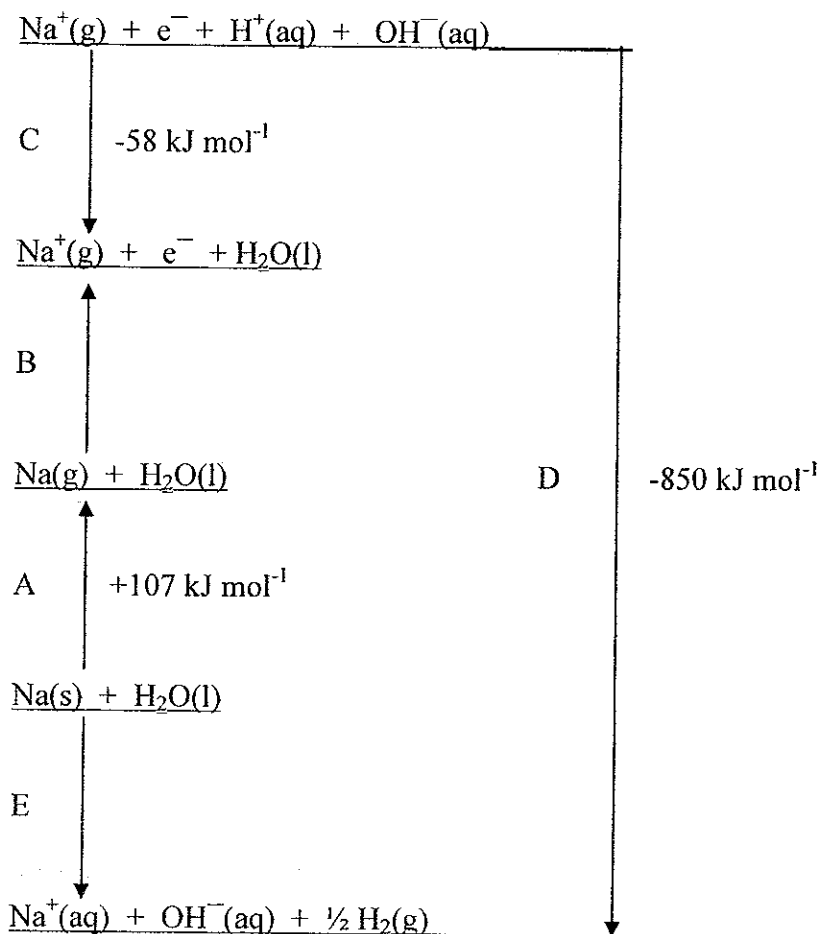 Na⁺(g) + e⁻ + H⁺(aq) + OH⁻(aq)
C -58 kJ mol⁻¹
Na⁺(g) + e⁻ + H₂O(l)
B
Na(g) + H₂O(l)
D -850 kJ mol⁻¹
A +107 kJ mol⁻¹
Na(s) + H₂O(l)
E
Na⁺(aq) + OH⁻(aq) + ½ H₂(g)